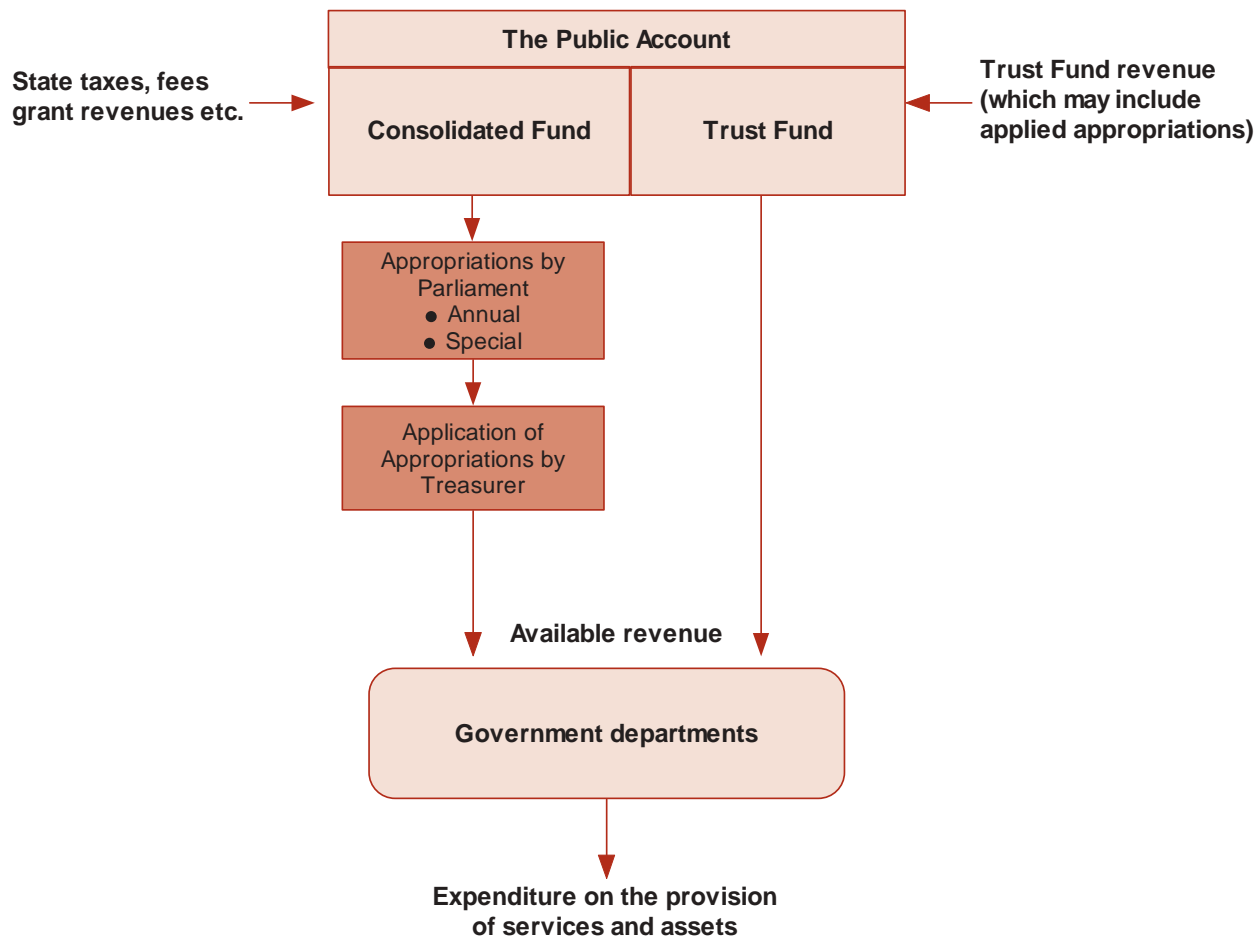 The Public Account
State taxes, fees
grant revenues etc.
Consolidated Fund
Trust Fund
Trust Fund revenue
(which may include
applied appropriations)
Appropriations by
Parliament
● Annual
● Special
Application of
Appropriations by
Treasurer
Available revenue
Government departments
Expenditure on the provision
of services and assets